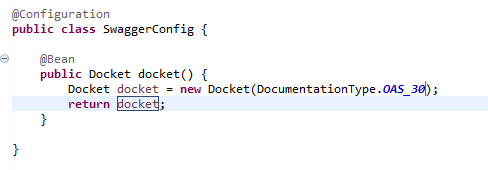 @Configuration
public class SwaggerConfig {
@Bean
public Docket docket() {
Docket docket = new Docket(DocumentationType.OAS_30);
return docket;
}
}